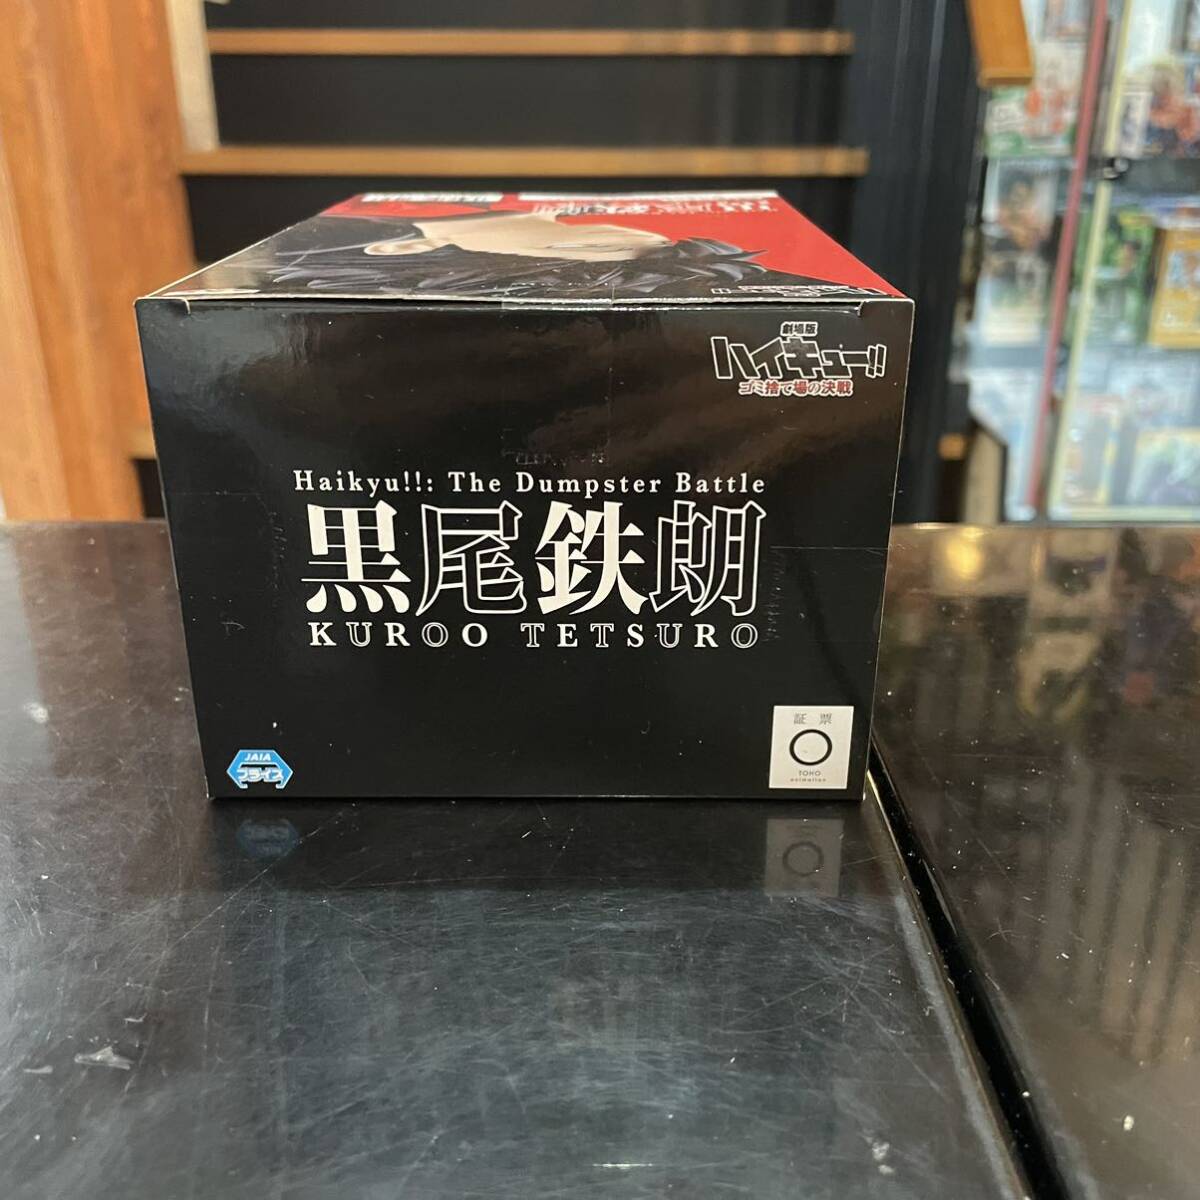 劇場版
ハイキュー!!
ゴミ捨て場の決戦
Haikyu!!: The Dumpster Battle
黒尾鉄朗
KUROO TETSURO
JAIA
プライズ
証 票
TOHO
animation